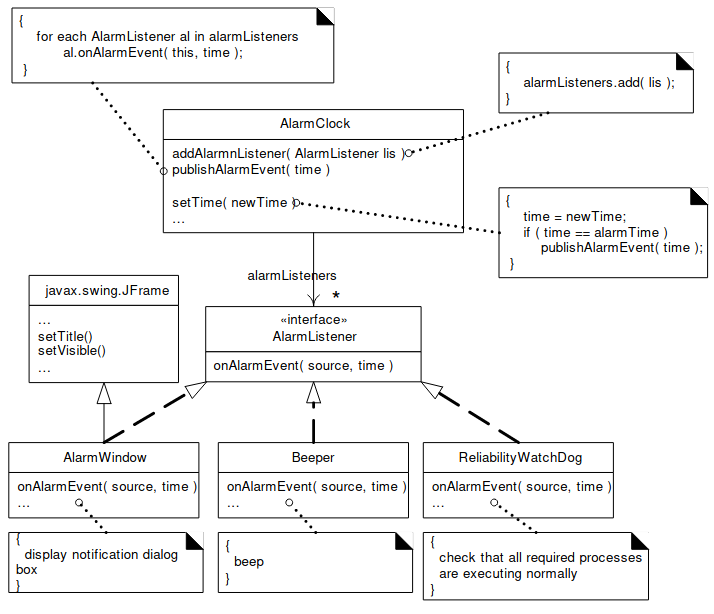 {
for each AlarmListener al in alarmListeners
al.onAlarmEvent( this, time );
}
{
alarmListeners.add( lis );
}
AlarmClock
addAlarmnListener( AlarmListener lis )
publishAlarmEvent( time )
setTime( newTime )
...
{
time = newTime;
if ( time == alarmTime )
publishAlarmEvent( time );
}
alarmListeners
*
javax.swing.JFrame
...
setTitle()
setVisible()
...
«interface»
AlarmListener
onAlarmEvent( source, time )
AlarmWindow
onAlarmEvent( source, time )
...
Beeper
onAlarmEvent( source, time )
...
ReliabilityWatchDog
onAlarmEvent( source, time )
...
{
display notification dialog
box
}
{
beep
}
{
check that all required processes
are executing normally
}